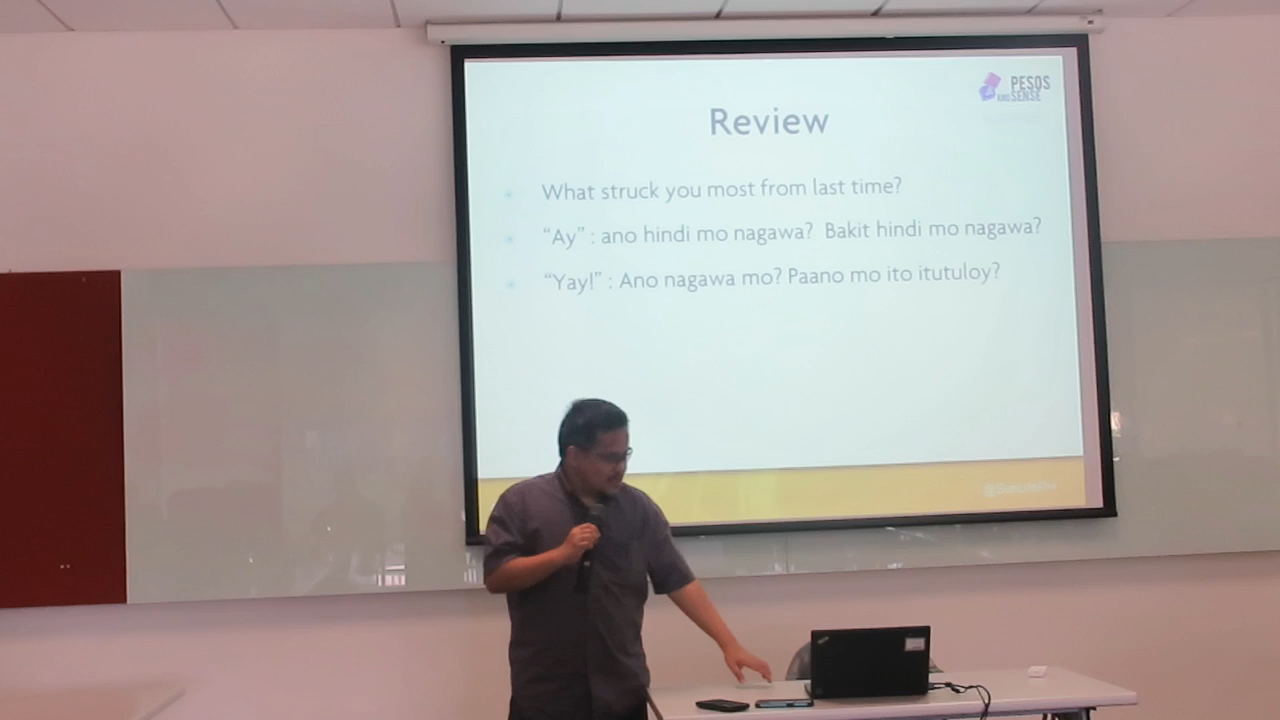 PESOS
AND SENSE
Review
What struck you most from last time?
“Ay” : ano hindi mo nagawa? Bakit hindi mo nagawa?
“Yay!” : Ano nagawa mo? Paano mo ito itutuloy?